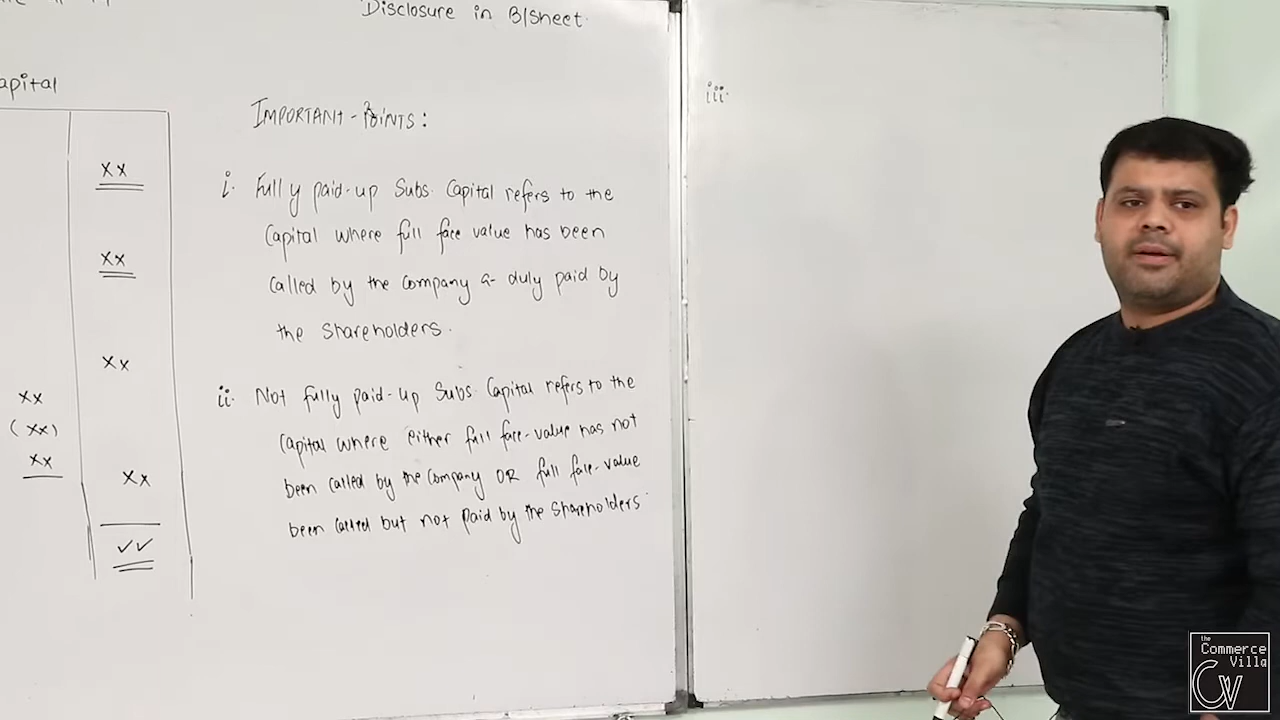 Disclosure in B/Sheet.
apital
IMPORTANT-POINTS:
i. Fully paid-up Subs. Capital refers to the
Capital where full face value has been
called by the company & duly paid by
the shareholders.
ii. Not fully paid-up Subs. Capital refers to the
Capital where either full face-value has not
been called by the company OR full face-value
been called but not paid by the shareholders.
xx
xx
xx
xx
(xx)
xx
xx
iii.
the
Commerce
Villa
CV